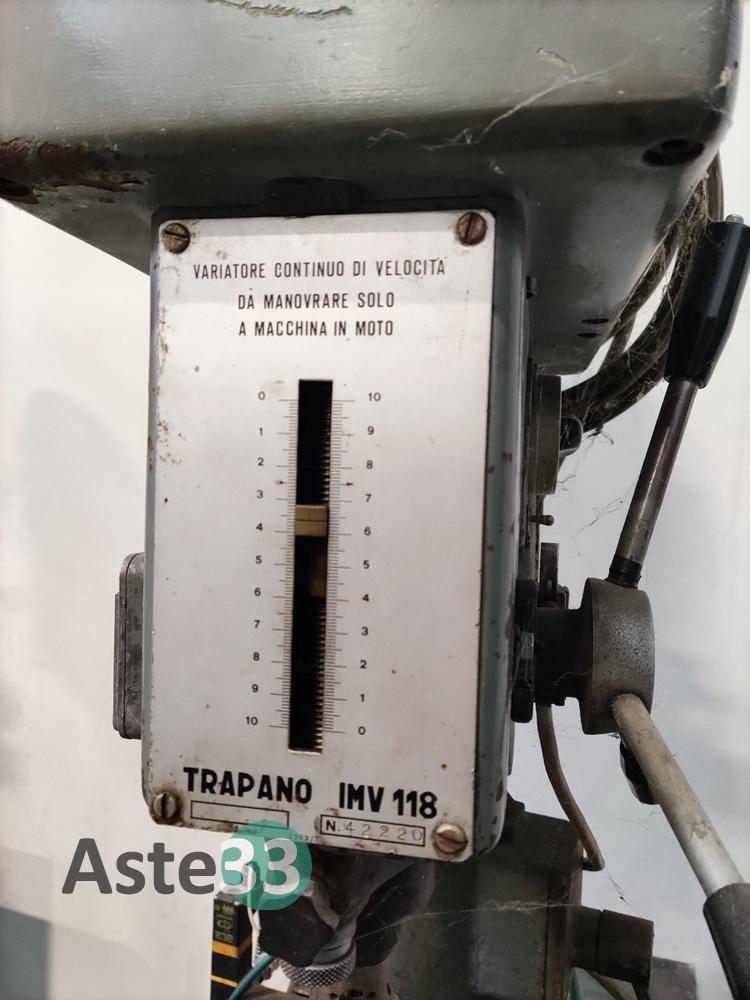 VARIATORE CONTINUO DI VELOCITA
DA MANOVRARE SOLO
A MACCHINA IN MOTO
0 10
1 9
2 8
3 7
4 6
5 5
6 4
7 3
8 2
9 1
10 0
TRAPANO IMV 118
N. 42220
Aste33